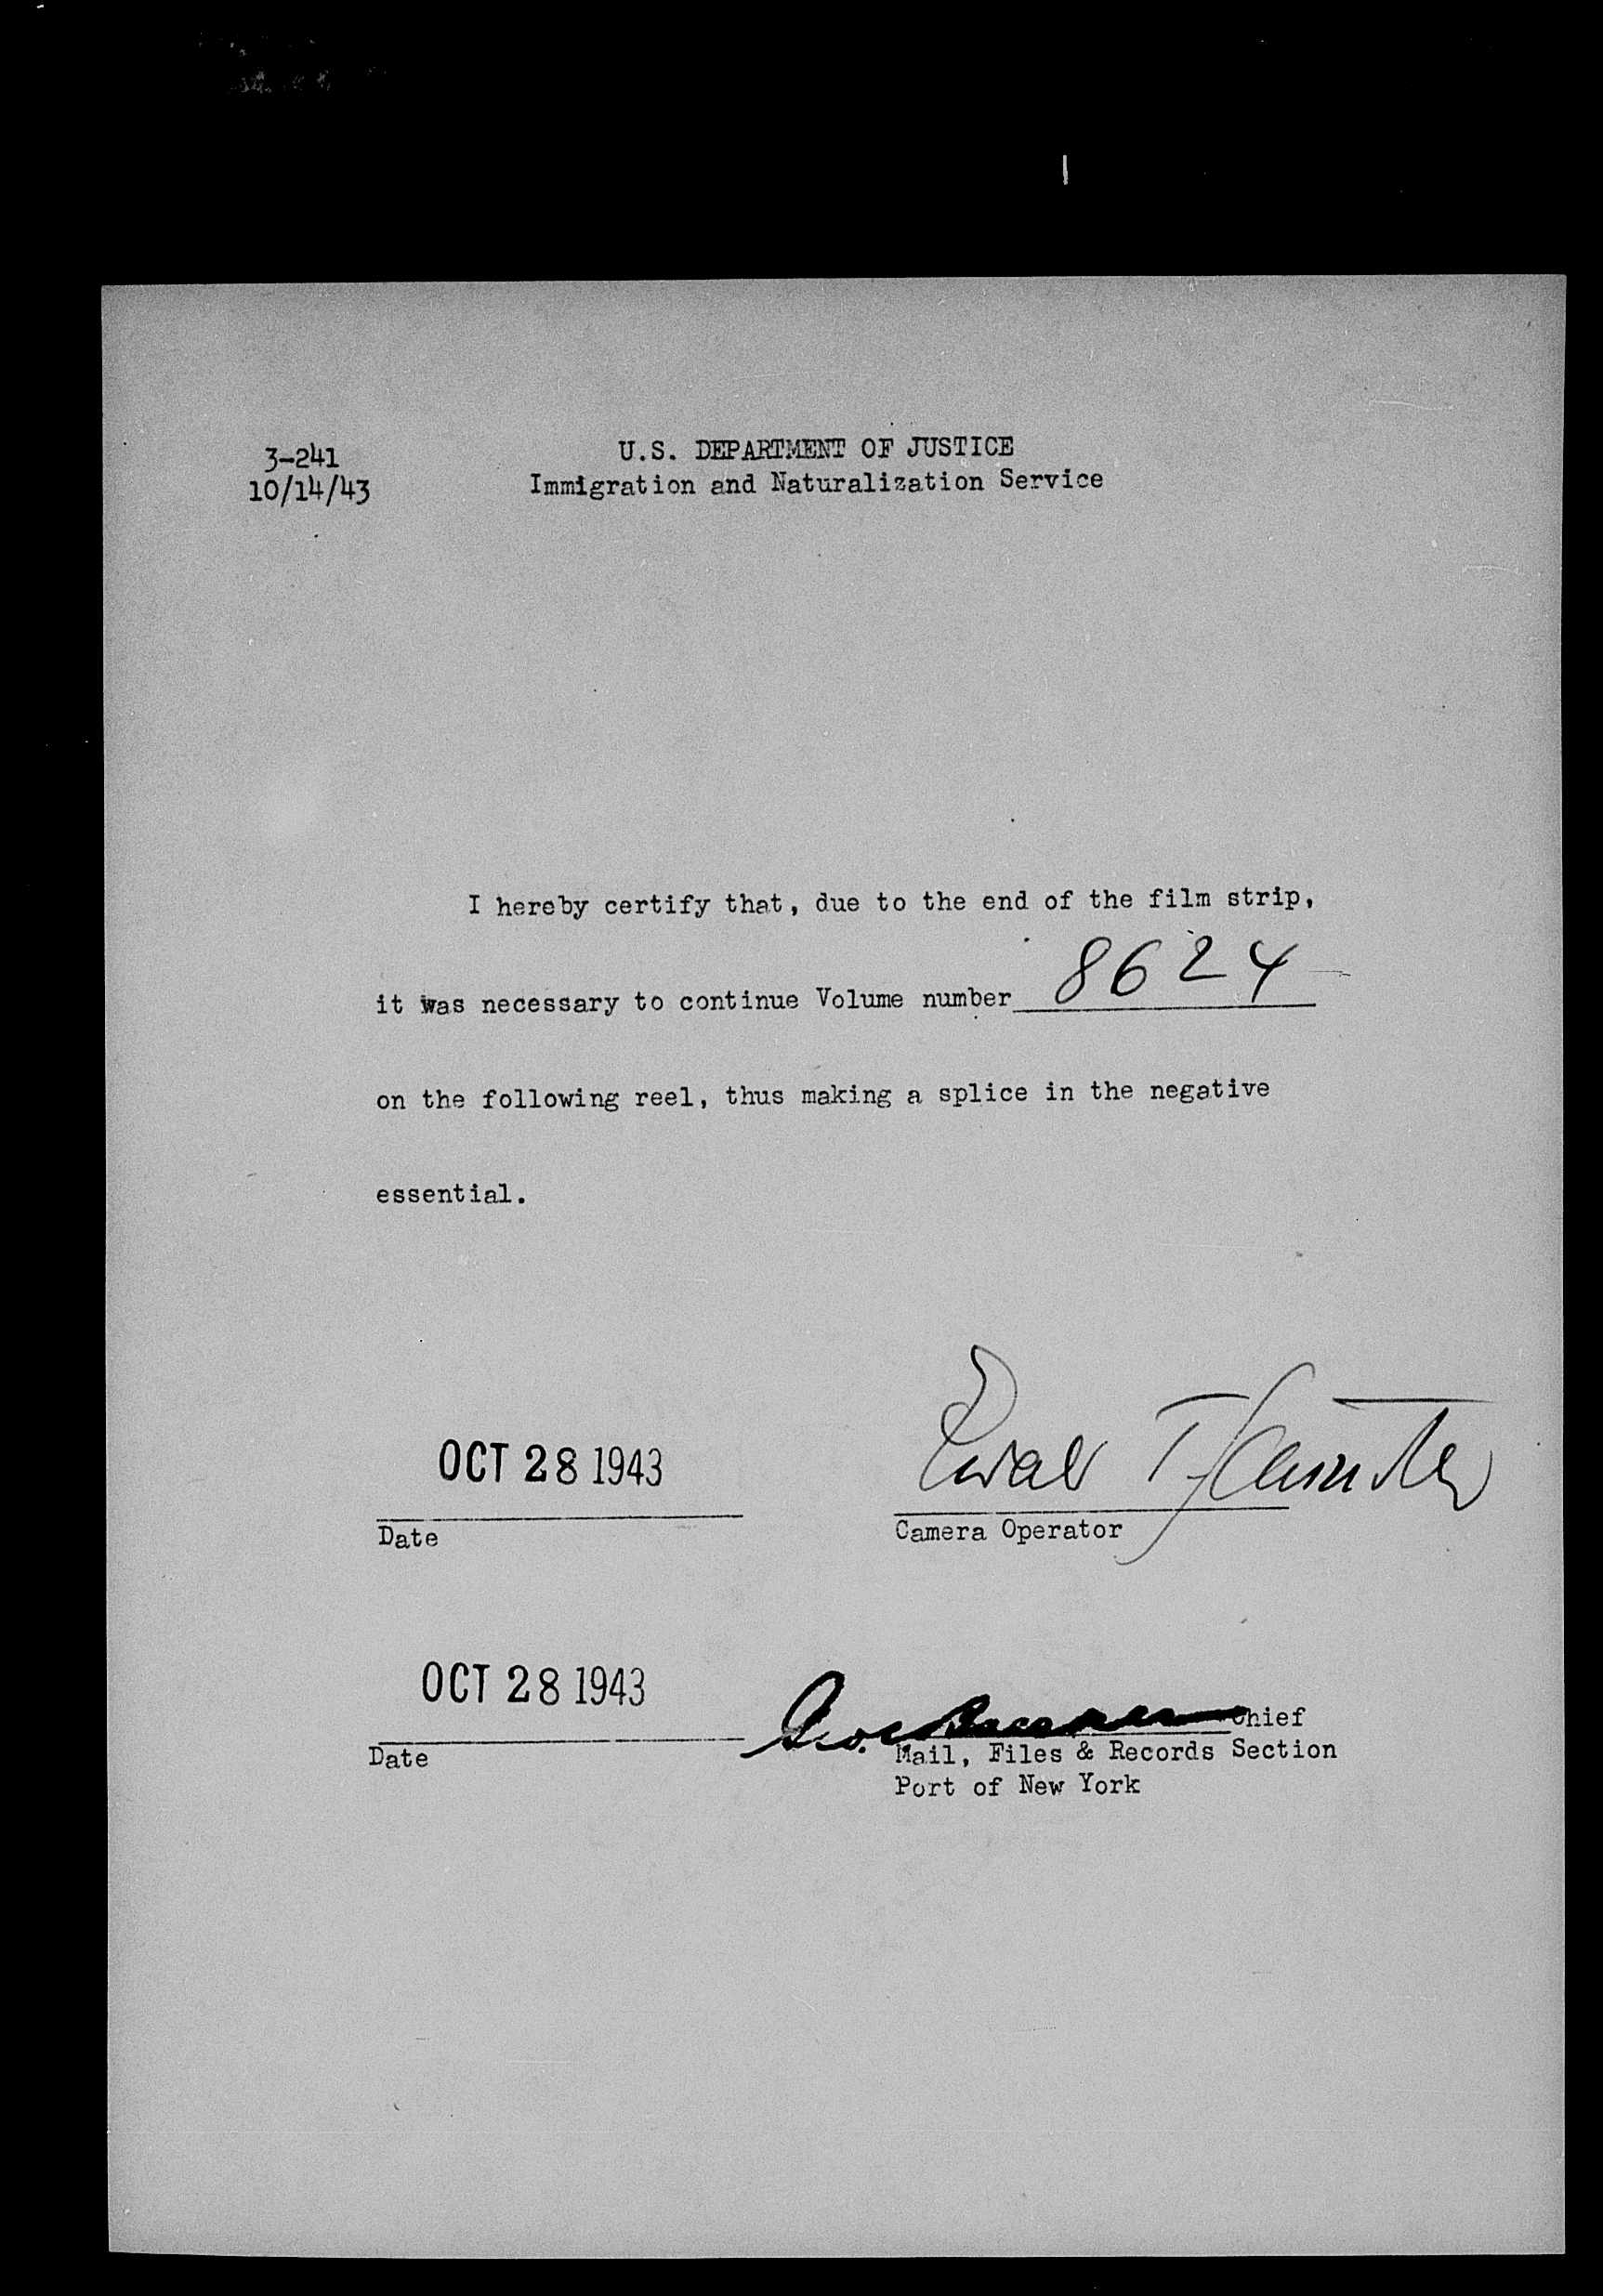 3-241
10/14/43
U.S. DEPARTMENT OF JUSTICE
Immigration and Naturalization Service
I hereby certify that, due to the end of the film strip,
it was necessary to continue Volume number 8624
on the following reel, thus making a splice in the negative
essential.
OCT 28 1943
Date
Camera Operator
OCT 28 1943
Date
Chief
Mail, Files & Records Section
Port of New York